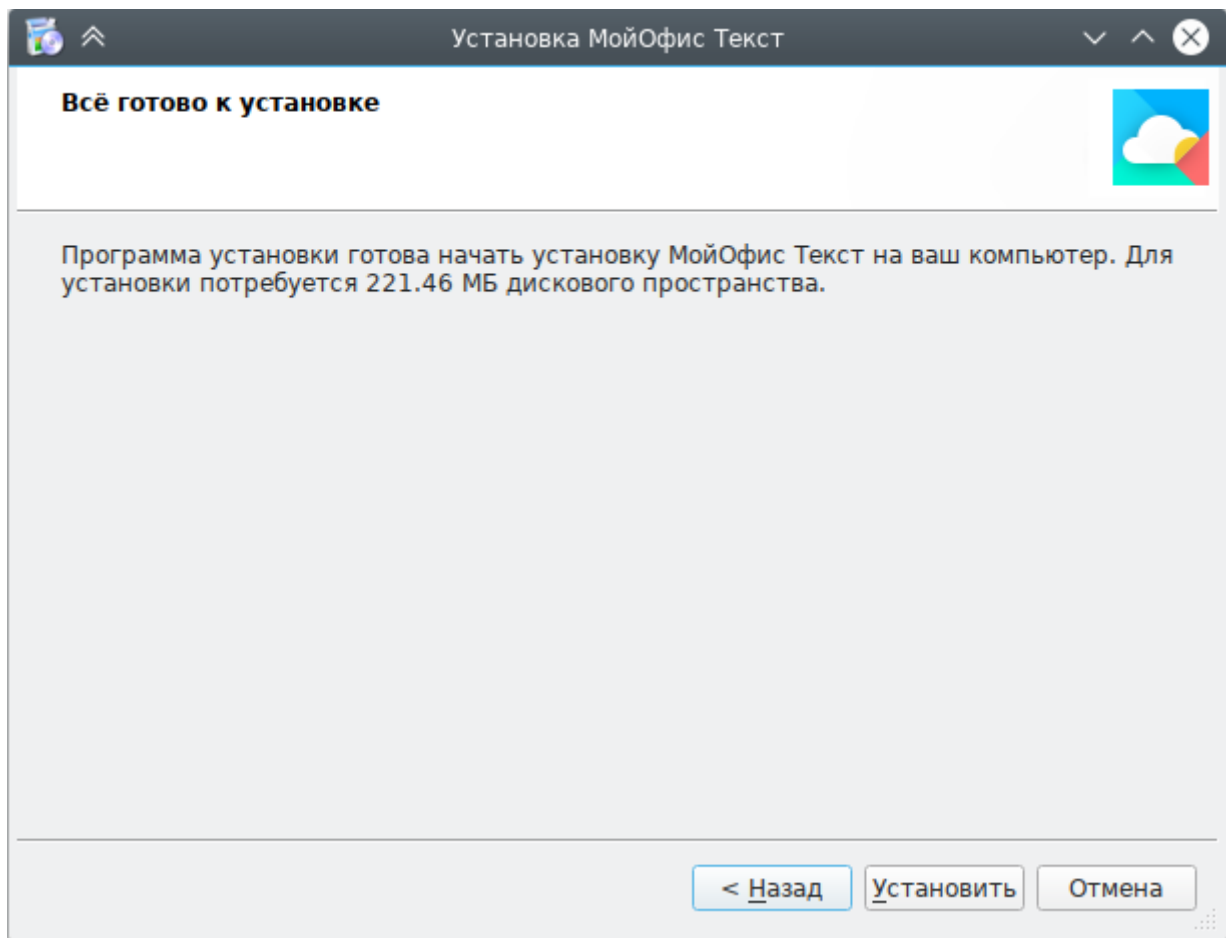 Установка МойОфис Текст
Всё готово к установке
Программа установки готова начать установку МойОфис Текст на ваш компьютер. Для
установки потребуется 221.46 МБ дискового пространства.
< Назад Установить Отмена